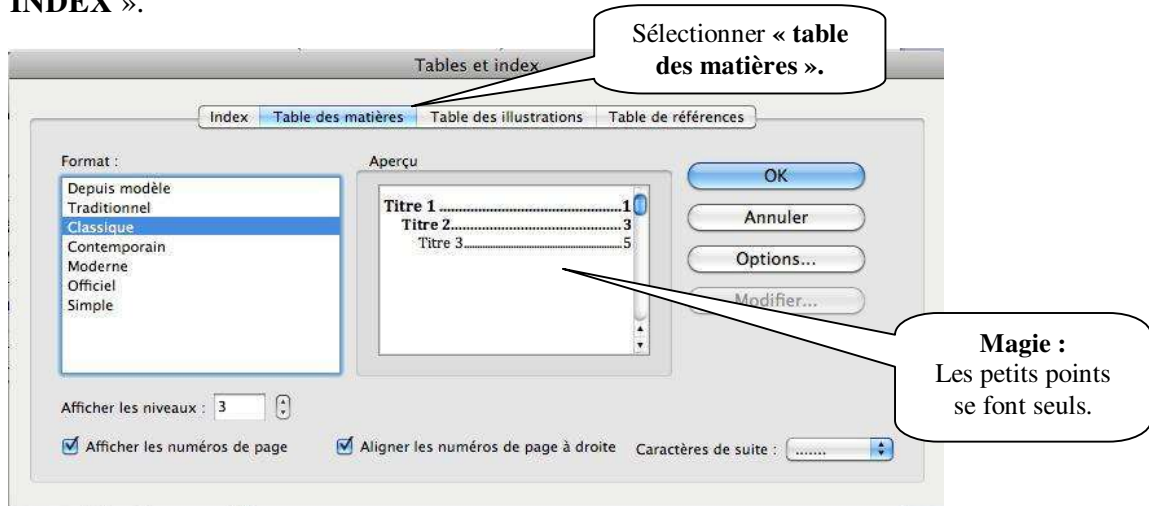 INDEX ».
Sélectionner « table
des matières ».
Tables et index
Index Table des matières Table des illustrations Table de références
Format :
Aperçu
Depuis modèle
Traditionnel
Classique
Contemporain
Moderne
Officiel
Simple
Titre 1 ..................................................1
Titre 2..............................................3
Titre 3..........................................5
OK
Annuler
Options...
Modifier...
Magie :
Les petits points
se font seuls.
Afficher les niveaux : 3
Afficher les numéros de page
Aligner les numéros de page à droite
Caractères de suite : .......